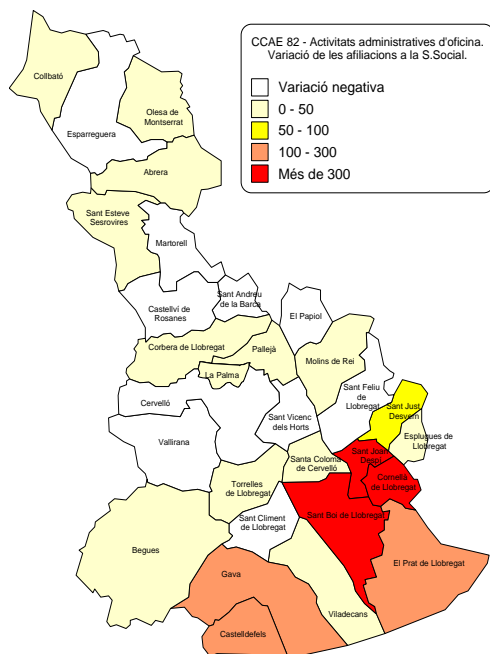 CCAE 82 - Activitats administratives d'oficina.
Variació de les afiliacions a la S.Social.
Variació negativa
0 - 50
50 - 100
100 - 300
Més de 300
Collbató
Olesa de
Montserrat
Esparreguera
Abrera
Sant Esteve
Sesrovires
Martorell
Castellví de
Rosanes
Sant Andreu
de la Barca
El Papiol
Corbera de Llobregat
Pallejà
Molins de Rei
La Palma
Sant Feliu
de Llobregat
Cervelló
Sant Vicenc
dels Horts
Sant Just
Desvern
Vallirana
Esplugues de
Llobregat
Santa Coloma
de Cervelló
Sant Joan
Despí
Cornellà
de Llobregat
Torrelles
de Llobregat
Sant Climent
de Llobregat
Sant Boi de Llobregat
Begues
El Prat de Llobregat
Gava
Viladecans
Castelldefels